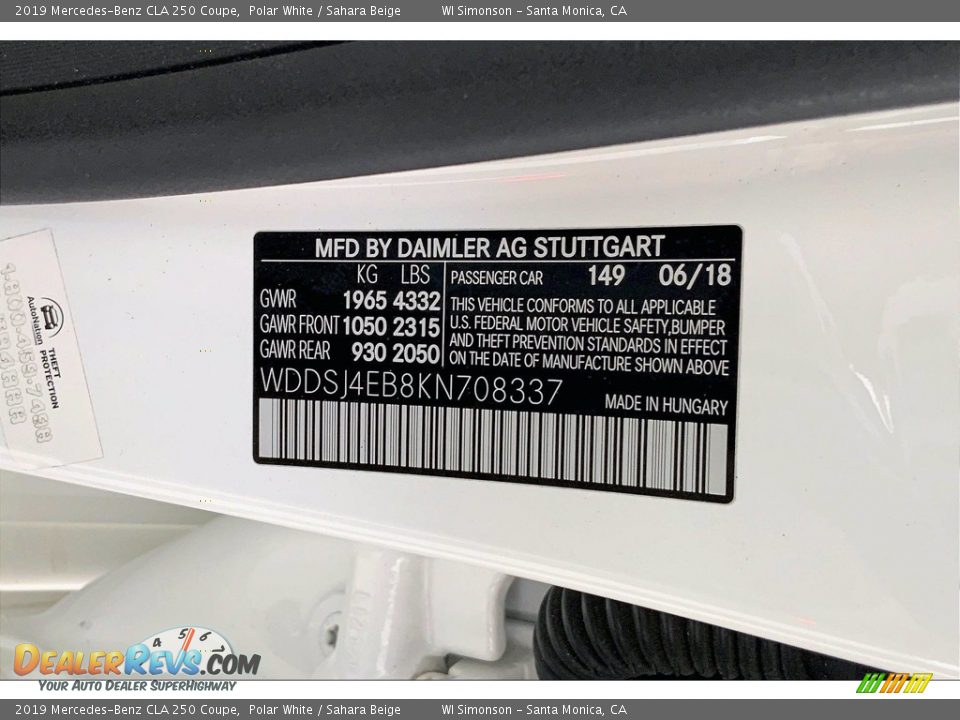 2019 Mercedes-Benz CLA 250 Coupe, Polar White / Sahara Beige WI Simonson - Santa Monica, CA
MFD BY DAIMLER AG STUTTGART
KG LBS
GWR 1965 4332
GAWR FRONT 1050 2315
GAWR REAR 930 2050
PASSENGER CAR 149 06/18
THIS VEHICLE CONFORMS TO ALL APPLICABLE
U.S. FEDERAL MOTOR VEHICLE SAFETY,BUMPER
AND THEFT PREVENTION STANDARDS IN EFFECT
ON THE DATE OF MANUFACTURE SHOWN ABOVE
WDDSJ4EB8KN708337
MADE IN HUNGARY
AutoNation
THEFT
PROTECTION
4 5 6
DEALERREVS.COM
YOUR AUTO DEALER SUPERHIGHWAY
2019 Mercedes-Benz CLA 250 Coupe, Polar White / Sahara Beige WI Simonson - Santa Monica, CA